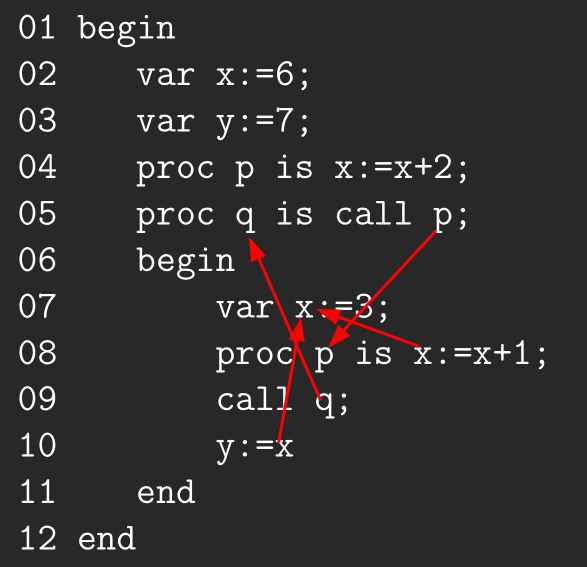 01 begin
02    var x:=6;
03    var y:=7;
04    proc p is x:=x+2;
05    proc q is call p;
06    begin
07        var x:=3;
08        proc p is x:=x+1;
09        call q;
10        y:=x
11    end
12 end